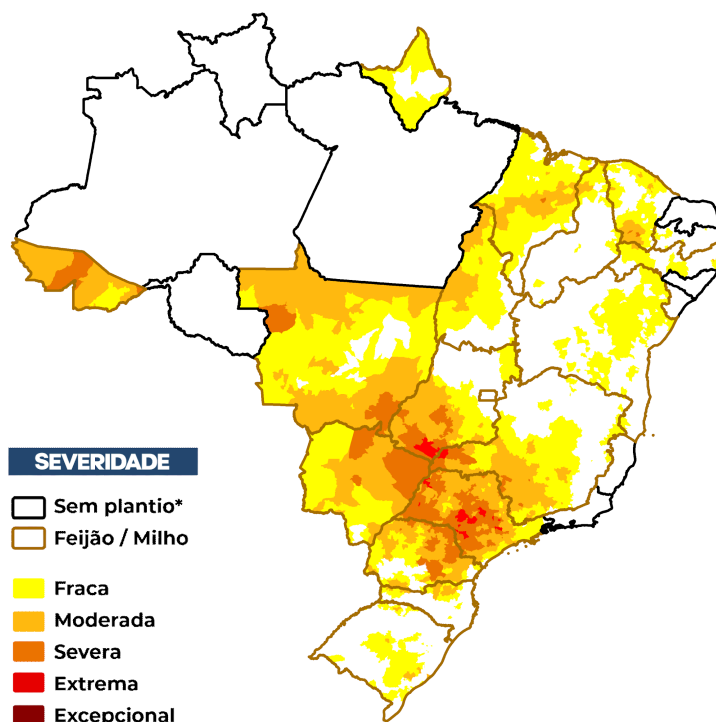 SEVERIDADE
Sem plantio*
Feijão / Milho
Fraca
Moderada
Severa
Extrema
Excepcional